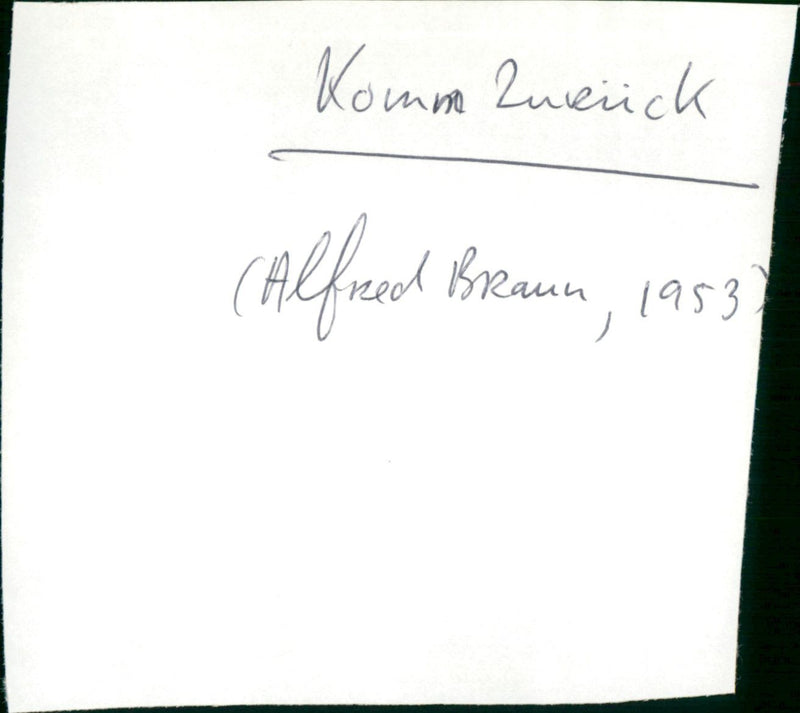 Komm Zurück
(Alfred Braun, 1953)